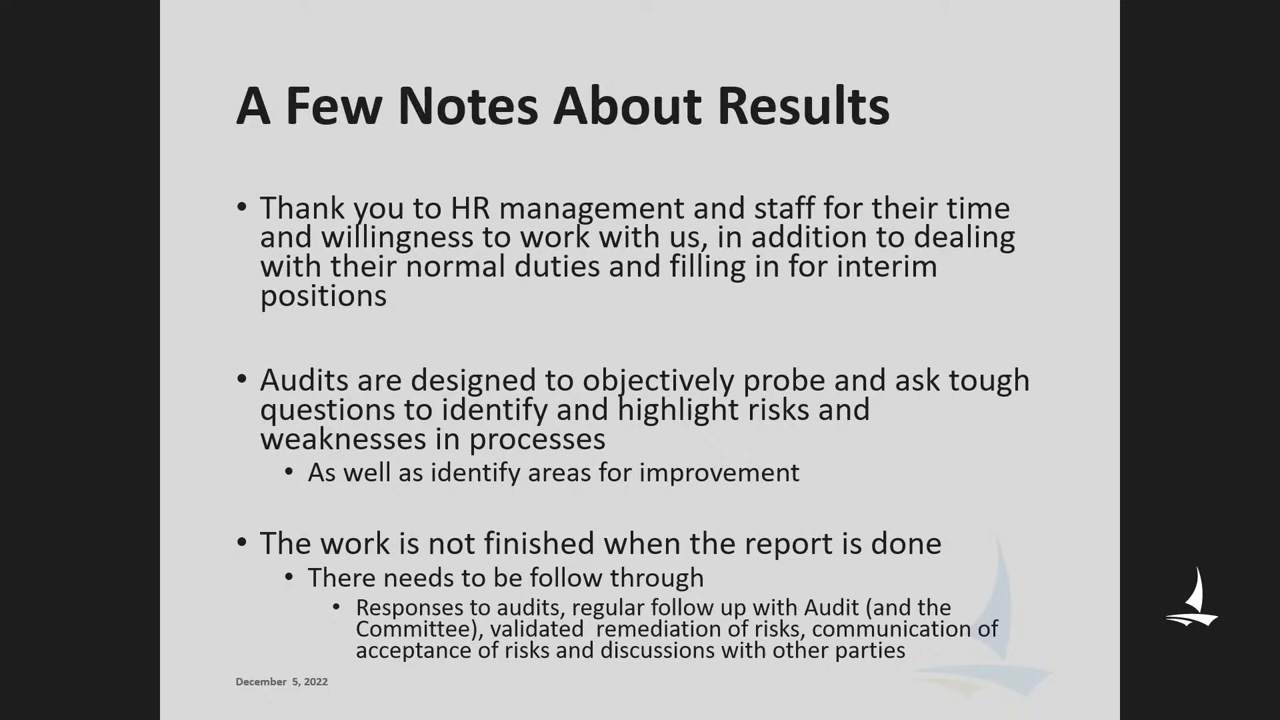 A Few Notes About Results
• Thank you to HR management and staff for their time
and willingness to work with us, in addition to dealing
with their normal duties and filling in for interim
positions
• Audits are designed to objectively probe and ask tough
questions to identify and highlight risks and
weaknesses in processes
• As well as identify areas for improvement
• The work is not finished when the report is done
• There needs to be follow through
• Responses to audits, regular follow up with Audit (and the
Committee), validated  remediation of risks, communication of
acceptance of risks and discussions with other parties
December  5, 2022